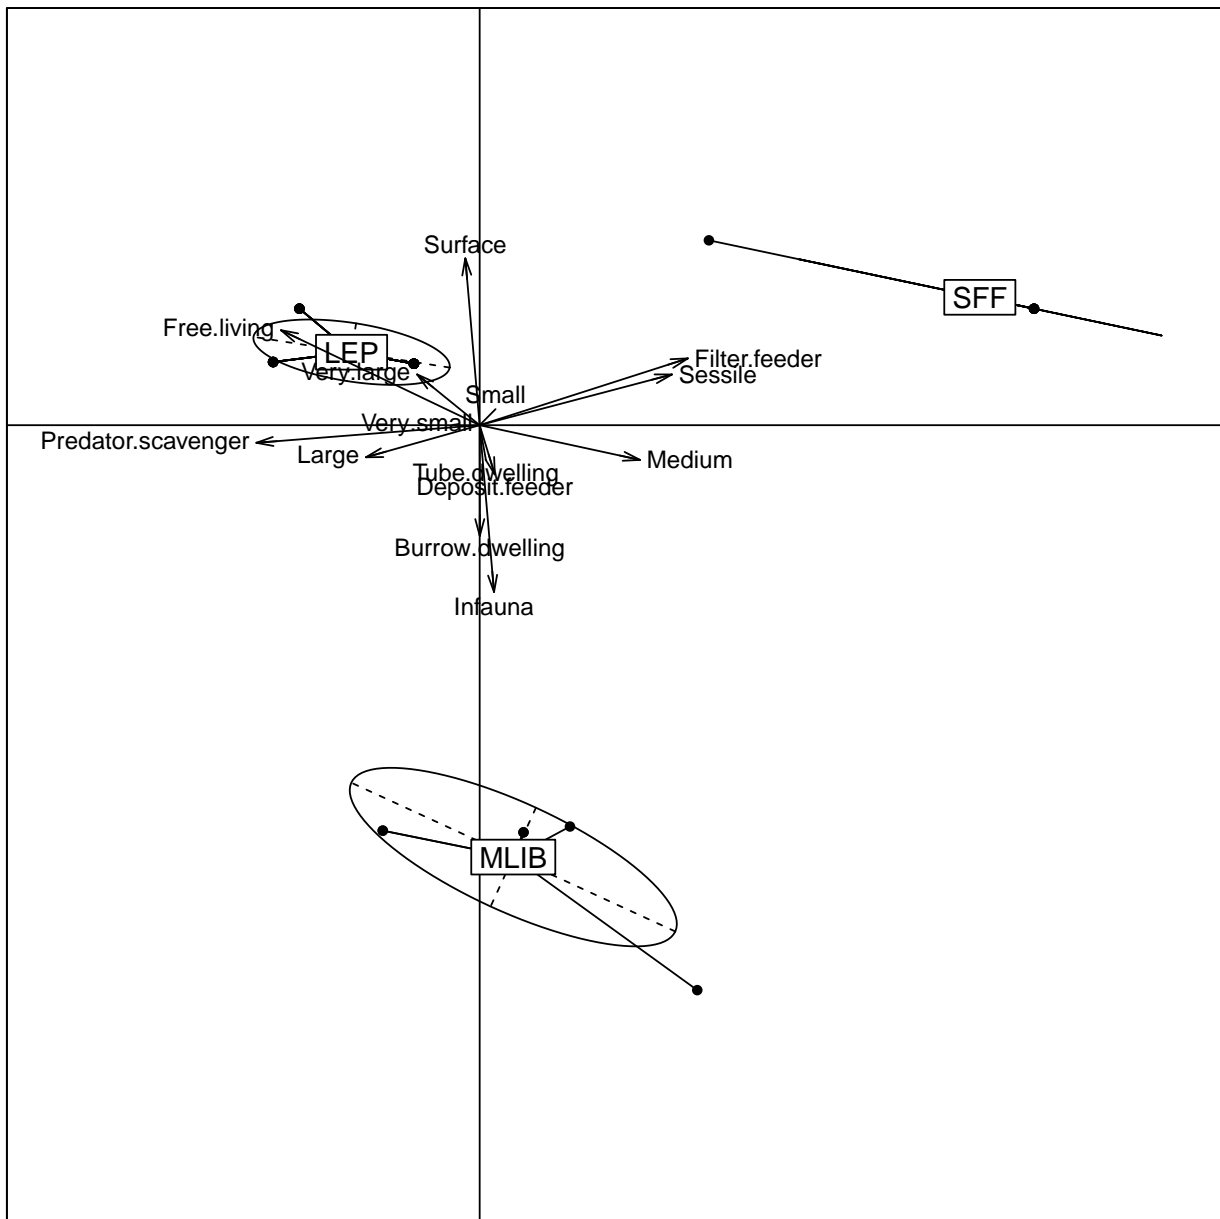 Surface
SFF
Free.living
LEP
Filter.feeder
Very.large
Sessile
Small
Very.small
Predator.scavenger
Large
Medium
Tube.dwelling
Deposit.feeder
Burrow.dwelling
Infauna
MLIB